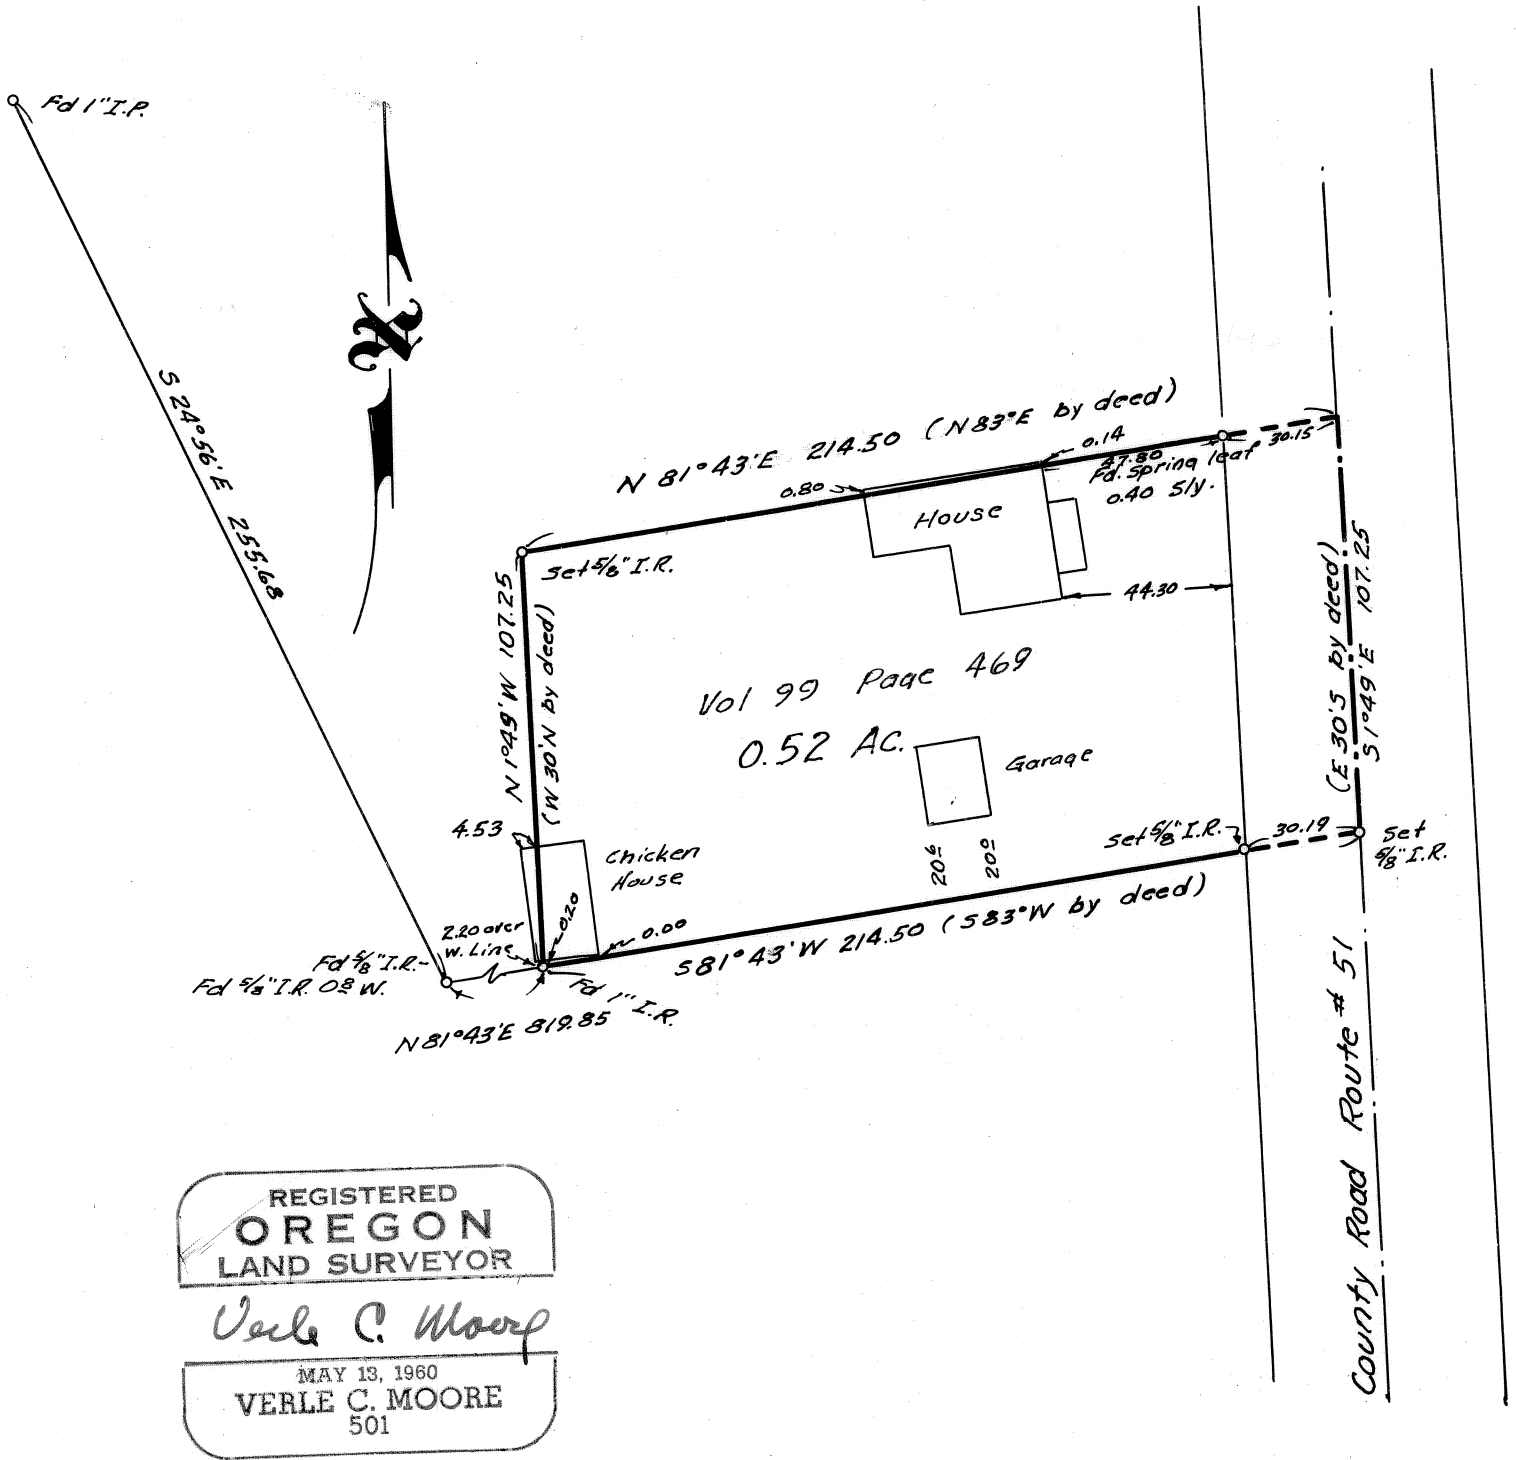 Fd 1" I.P.
S 24°56'E 255.68
N 81°43'E 214.50 (N 83°E by deed)
0.80
0.14
30.15
47.80
Fd. Spring leaf
0.40 Sly.
House
Set 5/8" I.R.
44.30
N 1°49'W 107.25
(W 30'N by deed)
(E 30'S by deed)
S 1°49'E 107.25
Vol 99 Page 469
0.52 AC.
Garage
4.53
Chicken
House
20.6
20.0
Set 5/8" I.R.
30.19
Set
5/8" I.R.
0.20
0.00
2.20 over
W. Line
S 81°43'W 214.50 (S 83°W by deed)
Fd 5/8" I.R.
Fd 5/8" I.R. 0.8 W.
Fd 1" I.R.
N 81°43'E 819.85
County Road Route # 51
REGISTERED
OREGON
LAND SURVEYOR
Verle C. Moore
MAY 13, 1960
VERLE C. MOORE
501